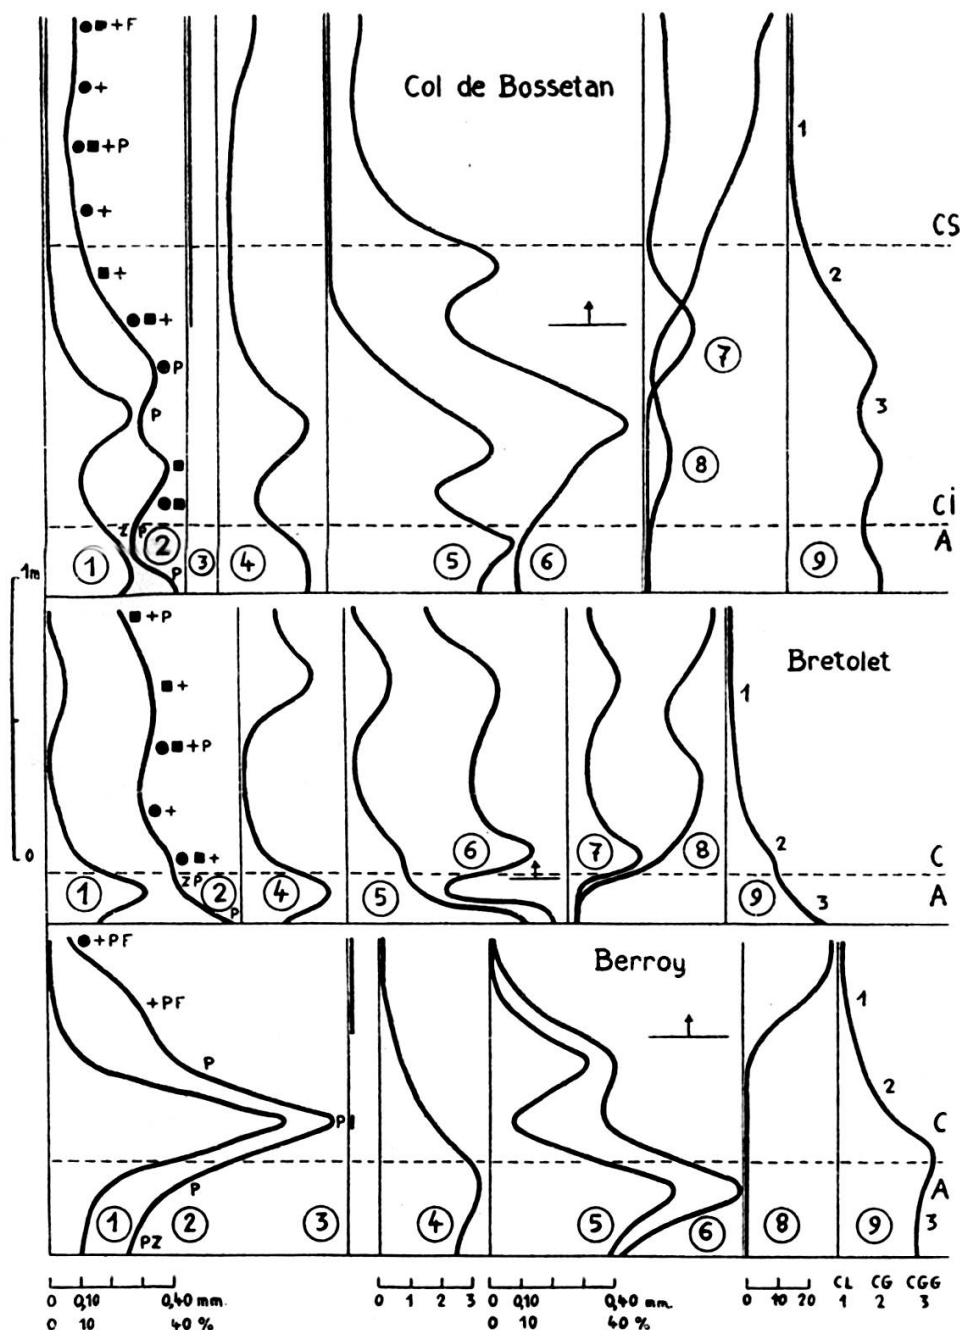 ●■+F
Col de Bossetan
●+
1
●■+P
●+
CS
■+
2
●■+
7
●P
P
3
■
8
●■
Ci
Z P
A
1 2 3 4 5 6 9
P
1m
■+P
Bretolet
■+
1
●■+P
●+
6 7 8
2
●■+
0
C
ZP
1 2 4 5 9
A
P
3
●+PF
Berroy
1
+PF
P
2
P
C
P
A
1 2 3 4 5 6 8 9
3
PZ
CL CG CGG
0 0,10 0,40 mm. 0 1 2 3 0 0,10 0,40 mm. 0 10 20 1 2 3
0 10 40 % 0 10 40 %